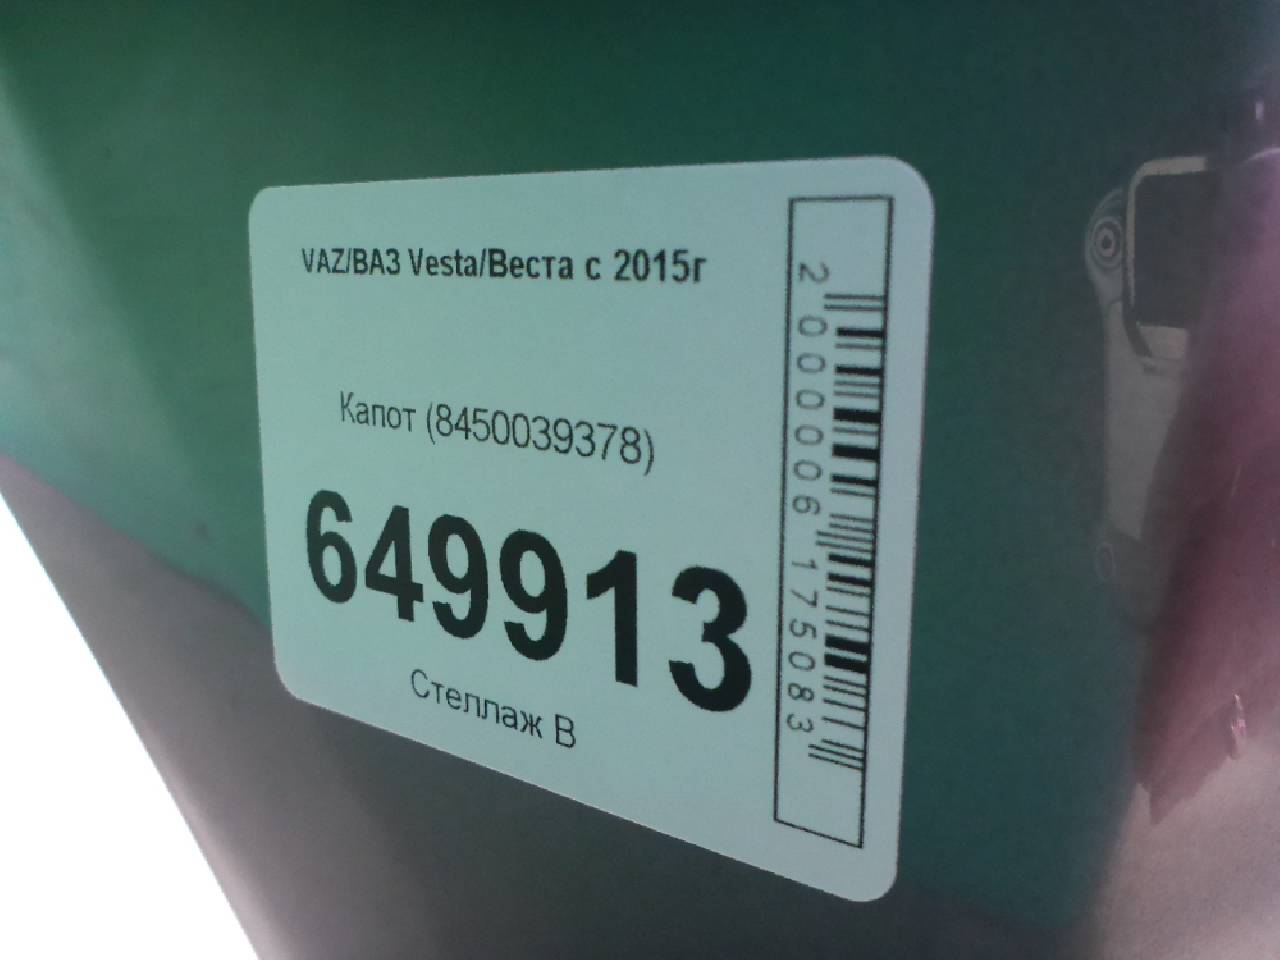 VAZ/ВАЗ Vesta/Веста с 2015г
Капот (8450039378)
649913
Стеллаж В
2000006175083